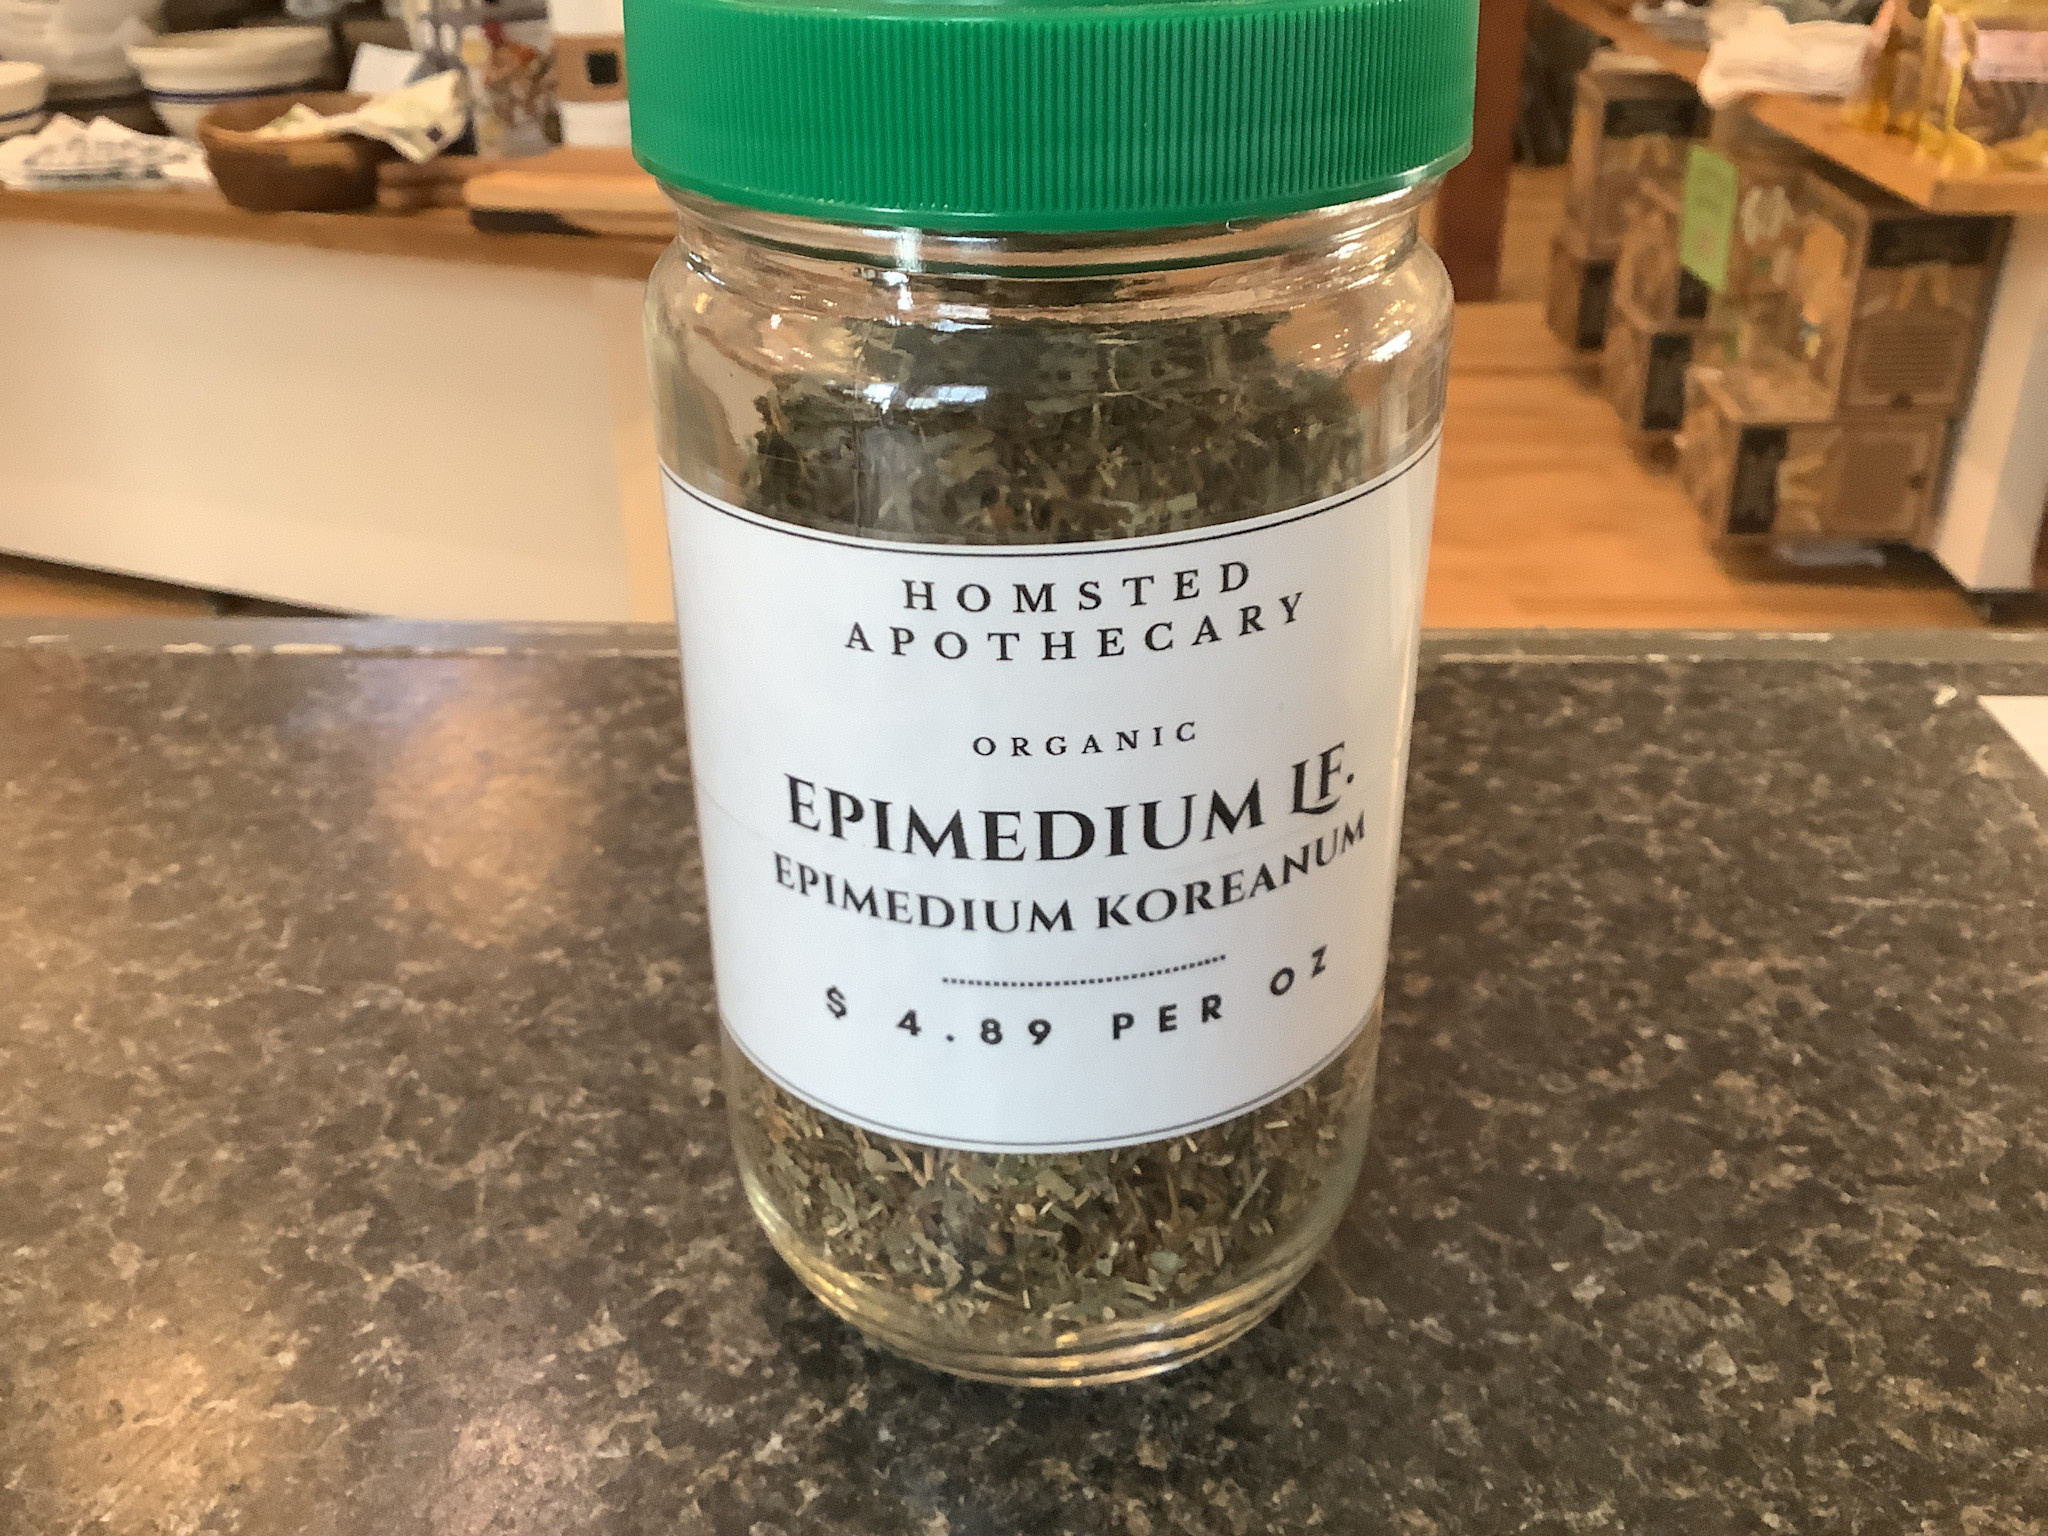 HOMSTED
APOTHECARY
ORGANIC
EPIMEDIUM LF.
EPIMEDIUM KOREANUM
$ 4.89 PER OZ